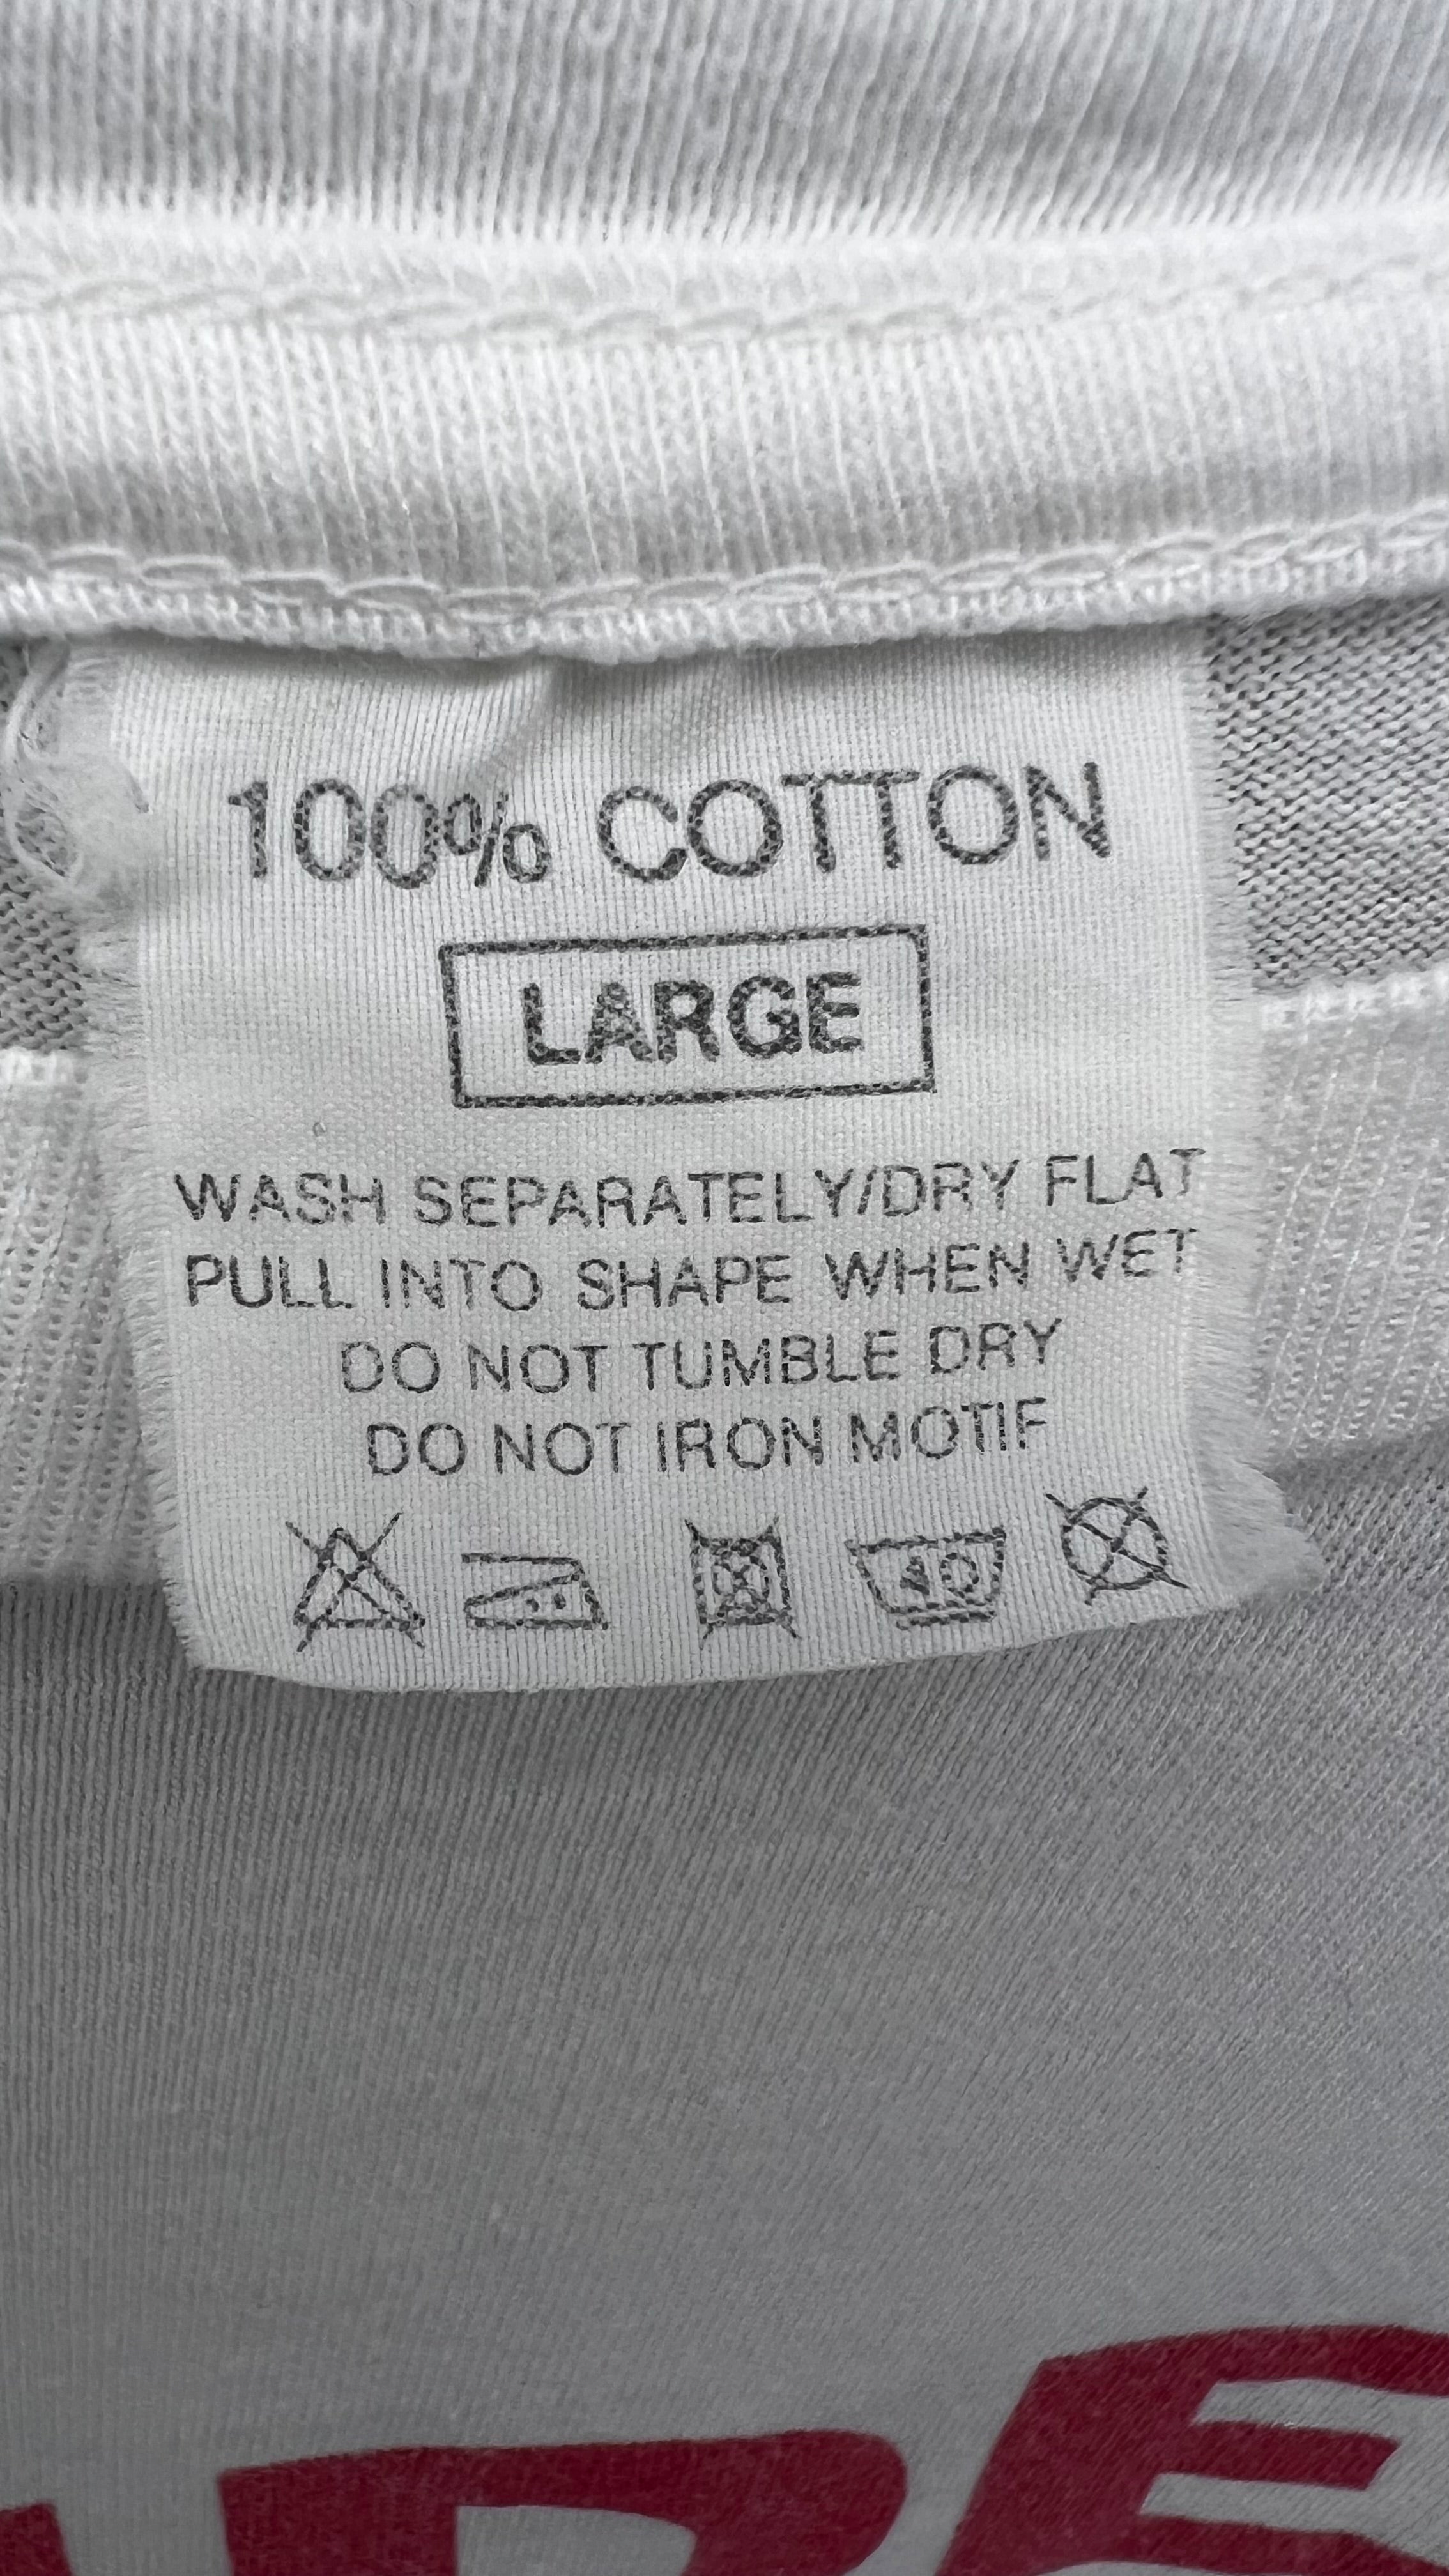 100% COTTON
LARGE
WASH SEPARATELY/DRY FLAT
PULL INTO SHAPE WHEN WET
DO NOT TUMBLE DRY
DO NOT IRON MOTIF
40